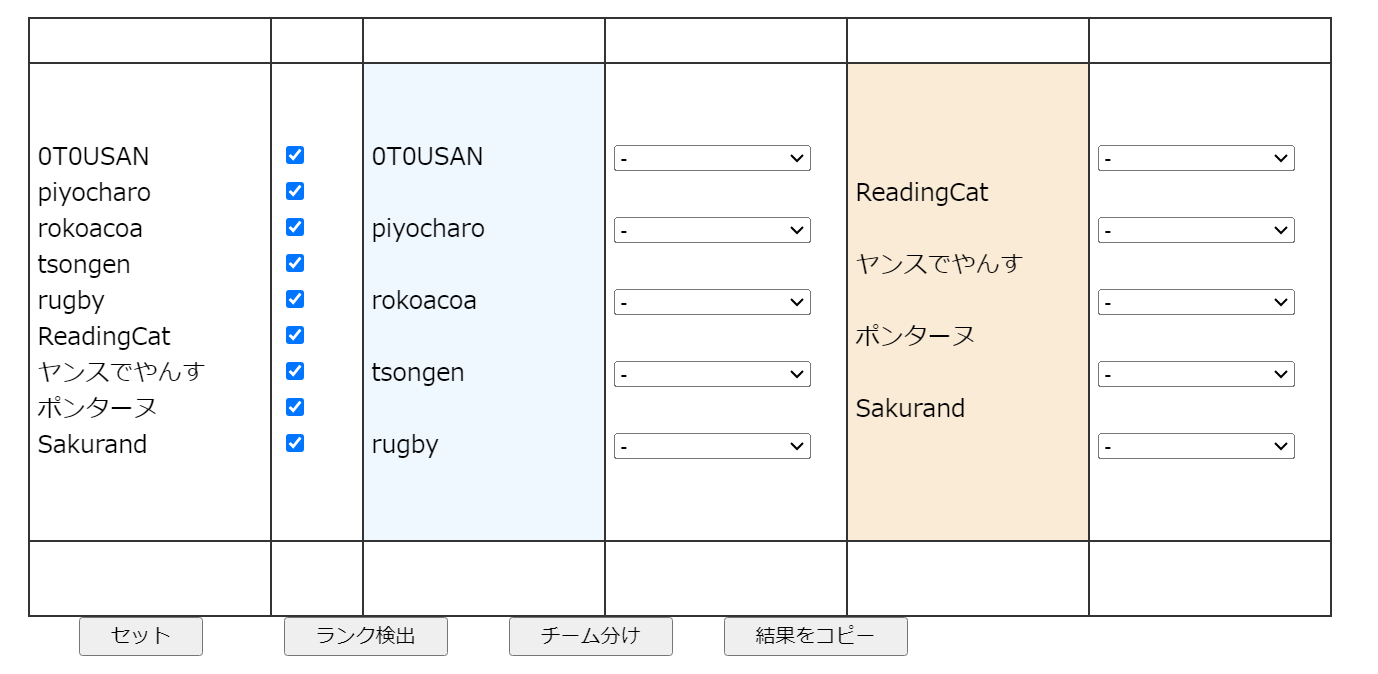 0T0USAN 0T0USAN - -
piyocharo ReadingCat
rokoacoa piyocharo - -
tsongen ヤンスでやんす
rugby rokoacoa - -
ReadingCat ポンターヌ
ヤンスでやんす tsongen - -
ポンターヌ Sakurand
Sakurand rugby - -
セット ランク検出 チーム分け 結果をコピー